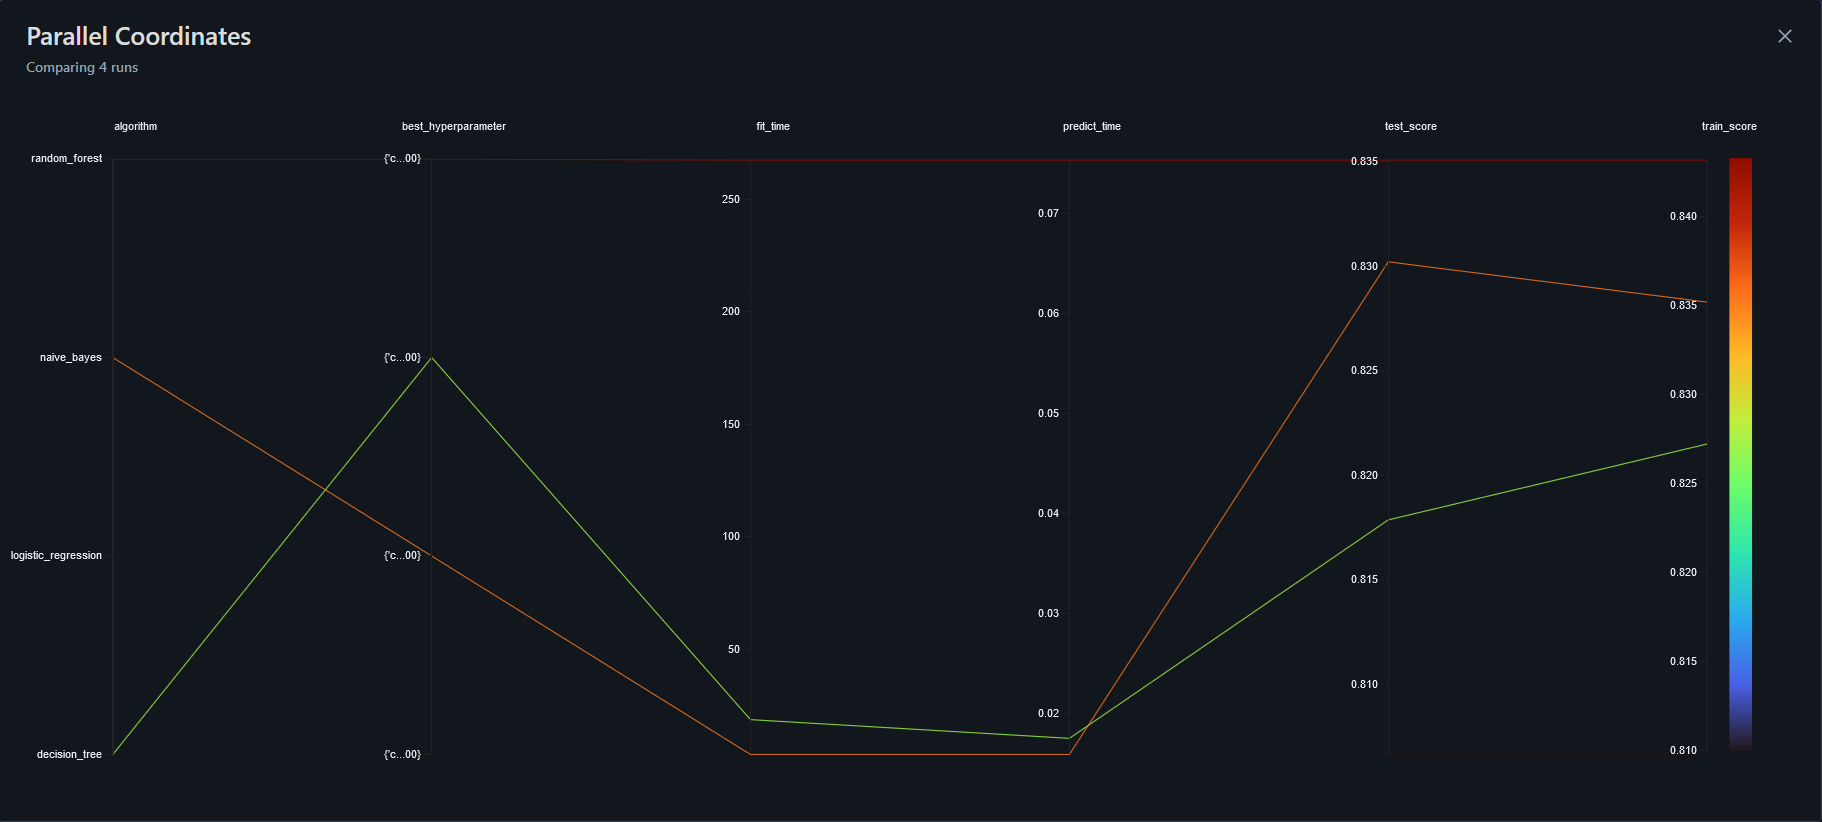 Parallel Coordinates
Comparing 4 runs
algorithm
best_hyperparameter
fit_time
predict_time
test_score
train_score
random_forest
naive_bayes
logistic_regression
decision_tree
{'c...00}
{'c...00}
{'c...00}
{'c...00}
250
200
150
100
50
0.07
0.06
0.05
0.04
0.03
0.02
0.835
0.830
0.825
0.820
0.815
0.810
0.840
0.835
0.830
0.825
0.820
0.815
0.810